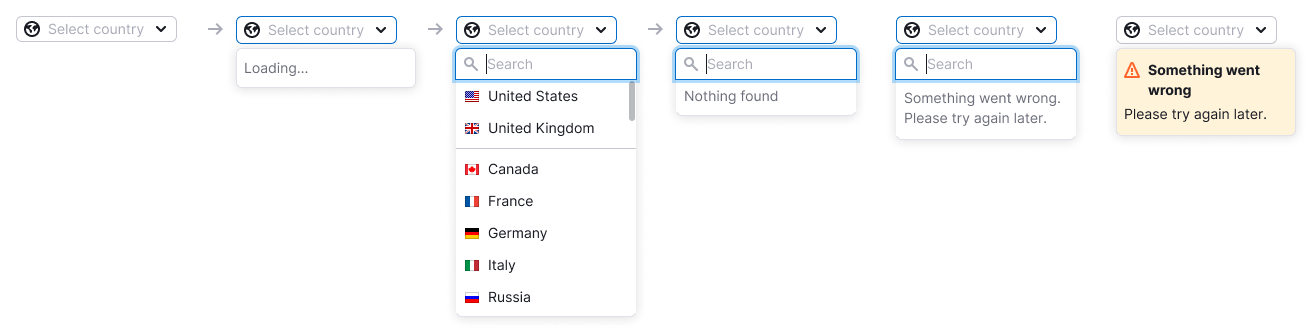 Select country
Select country
Loading...
Select country
Search
United States
United Kingdom
Canada
France
Germany
Italy
Russia
Select country
Search
Nothing found
Select country
Search
Something went wrong.
Please try again later.
Select country
Something went
wrong
Please try again later.